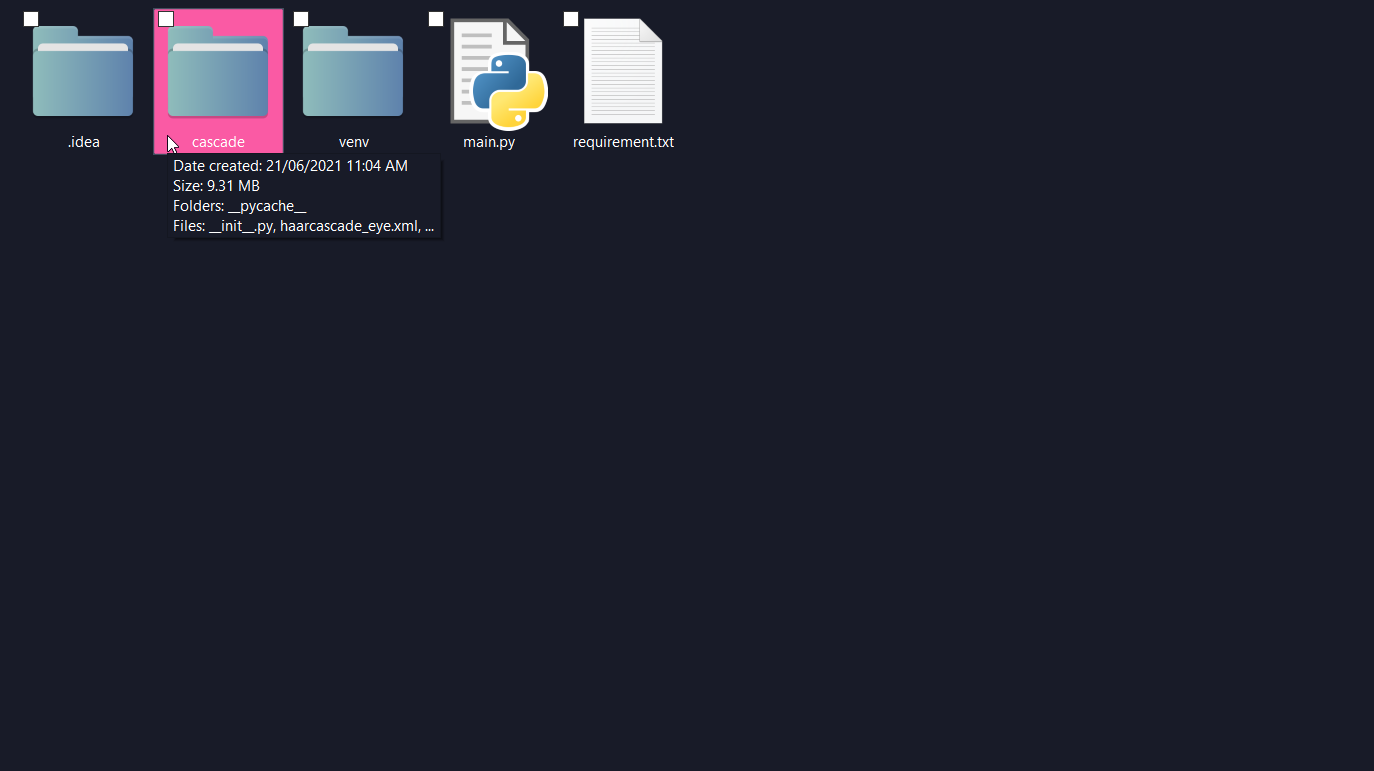 .idea
cascade
venv
main.py
requirement.txt
Date created: 21/06/2021 11:04 AM
Size: 9.31 MB
Folders: __pycache__
Files: __init__.py, haarcascade_eye.xml, ...